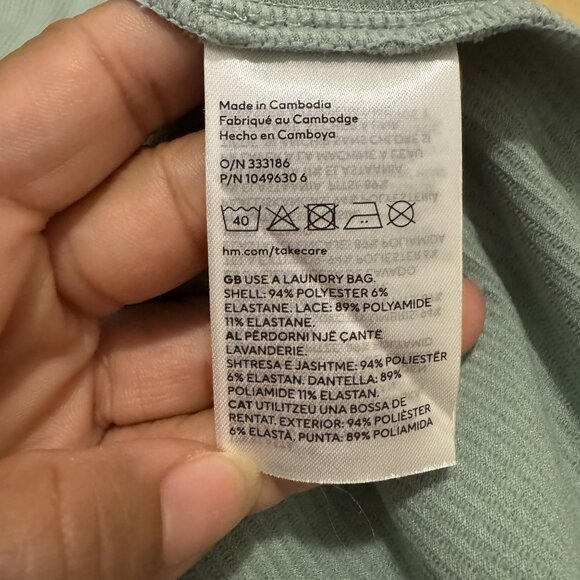 Made in Cambodia
Fabriqué au Cambodge
Hecho en Camboya
O/N 333186
P/N 1049630 6
40
hm.com/takecare
GB USE A LAUNDRY BAG.
SHELL: 94% POLYESTER 6%
ELASTANE. LACE: 89% POLYAMIDE
11% ELASTANE.
AL PËRDORNI NJË ÇANTË
LAVANDERIE.
SHTRESA E JASHTME: 94% POLIESTËR
6% ELASTAN. DANTELLA: 89%
POLIAMIDE 11% ELASTAN.
CAT UTILITZEU UNA BOSSA DE
RENTAT. EXTERIOR: 94% POLIÈSTER
6% ELASTÀ. PUNTA: 89% POLIAMIDA